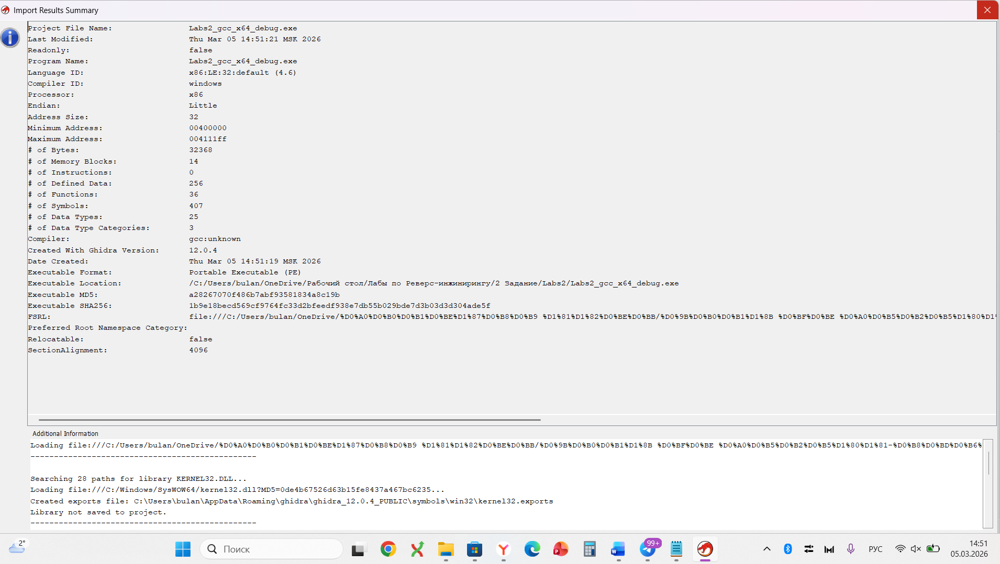 Import Results Summary
Project File Name: Labs2_gcc_x64_debug.exe
Last Modified: Thu Mar 05 14:51:21 MSK 2026
Readonly: false
Program Name: Labs2_gcc_x64_debug.exe
Language ID: x86:LE:32:default (4.6)
Compiler ID: windows
Processor: x86
Endian: Little
Address Size: 32
Minimum Address: 00400000
Maximum Address: 004111ff
# of Bytes: 32368
# of Memory Blocks: 14
# of Instructions: 0
# of Defined Data: 256
# of Functions: 36
# of Symbols: 407
# of Data Types: 25
# of Data Type Categories: 3
Compiler: gcc:unknown
Created With Ghidra Version: 12.0.4
Date Created: Thu Mar 05 14:51:19 MSK 2026
Executable Format: Portable Executable (PE)
Executable Location: /C:/Users/bulan/OneDrive/Рабочий стол/Лабы по Реверс-инжинирингу/2 Задание/Labs2/Labs2_gcc_x64_debug.exe
Executable MD5: a28267070f486b7abf93581834a8c19b
Executable SHA256: 1b9e18becd569cf9764fc33d2bfeedf938e7db55b029bde7d3b03d3d304ade5f
FSRL: file:///C:/Users/bulan/OneDrive/%D0%A0%D0%B0%D0%B1%D0%BE%D1%87%D0%B8%D0%B9 %D1%81%D1%82%D0%BE%D0%BB/%D0%9B%D0%B0%D0%B1%D1%8B %D0%BF%D0%BE %D0%A0%D0%B5%D0%B2%D0%B5%D1%80%D1%
Preferred Root Namespace Category:
Relocatable: false
SectionAlignment: 4096
Additional Information
Loading file:///C:/Users/bulan/OneDrive/%D0%A0%D0%B0%D0%B1%D0%BE%D1%87%D0%B8%D0%B9 %D1%81%D1%82%D0%BE%D0%BB/%D0%9B%D0%B0%D0%B1%D1%8B %D0%BF%D0%BE %D0%A0%D0%B5%D0%B2%D0%B5%D1%80%D1%81-%D0%B8%D0%BD%D0%B6%
------------------------------------------------
Searching 28 paths for library KERNEL32.DLL...
Loading file:///C:/Windows/SysWOW64/kernel32.dll?MD5=0de4b67526d63b15fe8437a467bc6235...
Created exports file: C:\Users\bulan\AppData\Roaming\ghidra\ghidra_12.0.4_PUBLIC\symbols\win32\kernel32.exports
Library not saved to project.
------------------------------------------------
2°
Поиск
99+
РУС
14:51
05.03.2026